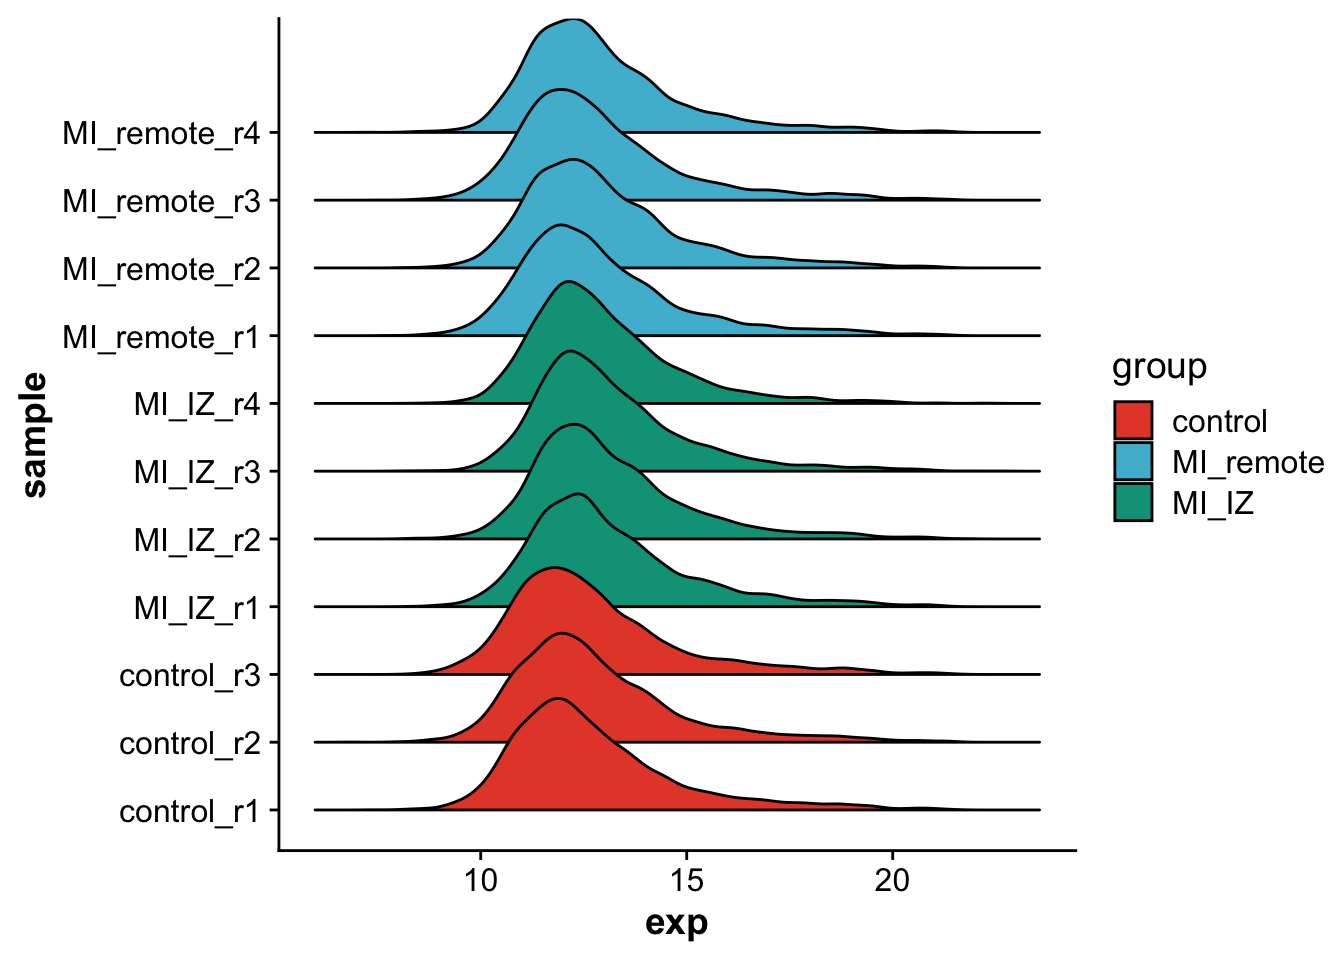 MI_remote_r4
MI_remote_r3
MI_remote_r2
MI_remote_r1
MI_IZ_r4
MI_IZ_r3
MI_IZ_r2
MI_IZ_r1
control_r3
control_r2
control_r1
sample
10 15 20
exp
group
control
MI_remote
MI_IZ